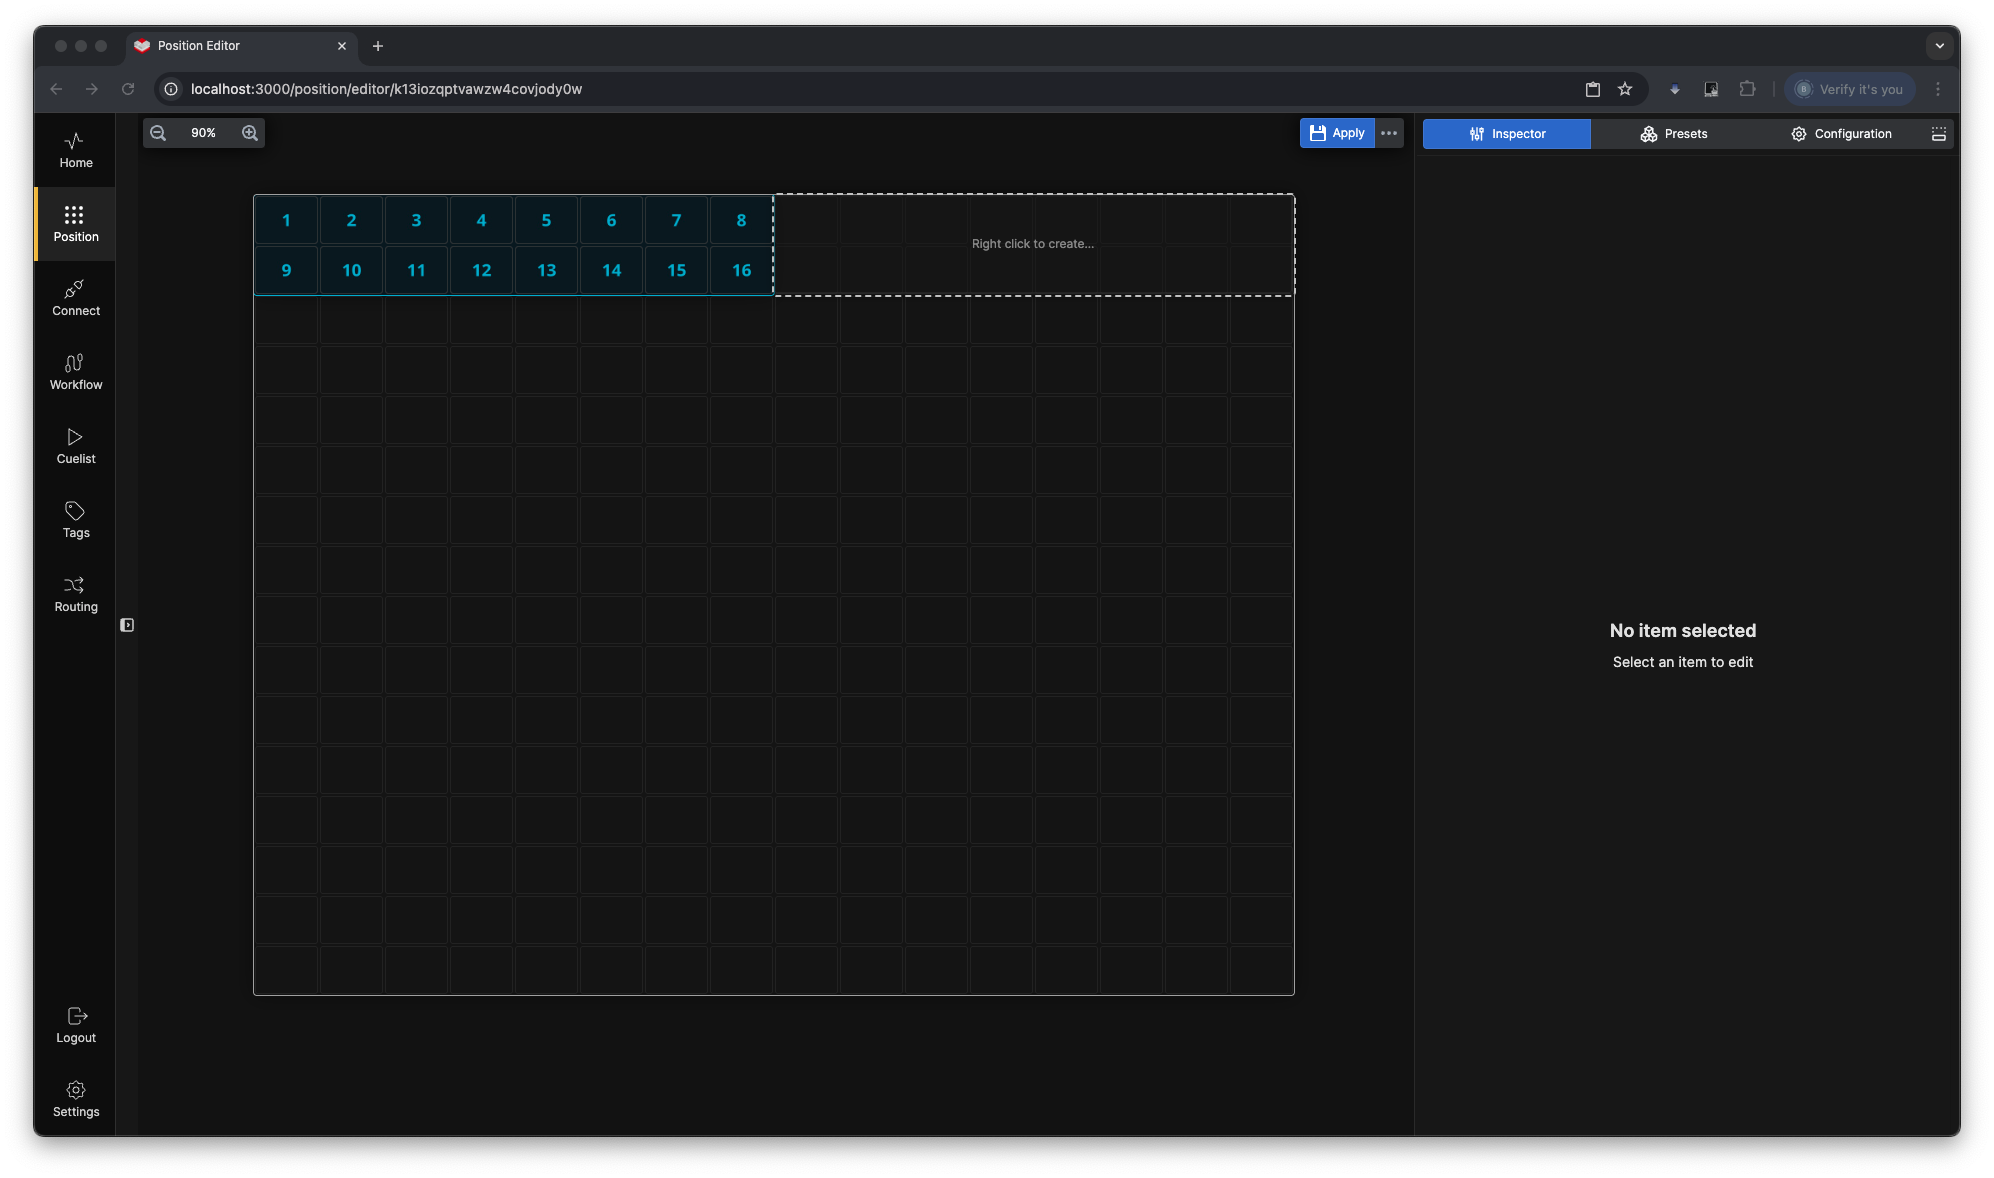 Position Editor
localhost:3000/position/editor/k13iozqptvawzw4covjody0w
Verify it's you
Home
Position
Connect
Workflow
Cuelist
Tags
Routing
Logout
Settings
90%
Apply
1 2 3 4 5 6 7 8
9 10 11 12 13 14 15 16
Right click to create...
Inspector
Presets
Configuration
No item selected
Select an item to edit